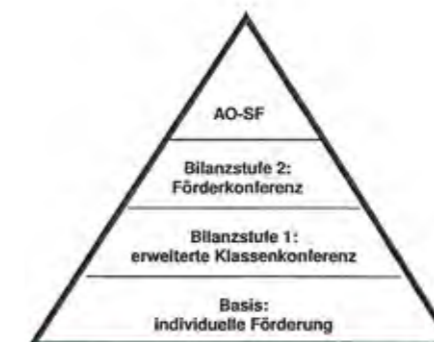 AO-SF
Bilanzstufe 2:
Förderkonferenz
Bilanzstufe 1:
erweiterte Klassenkonferenz
Basis:
individuelle Förderung